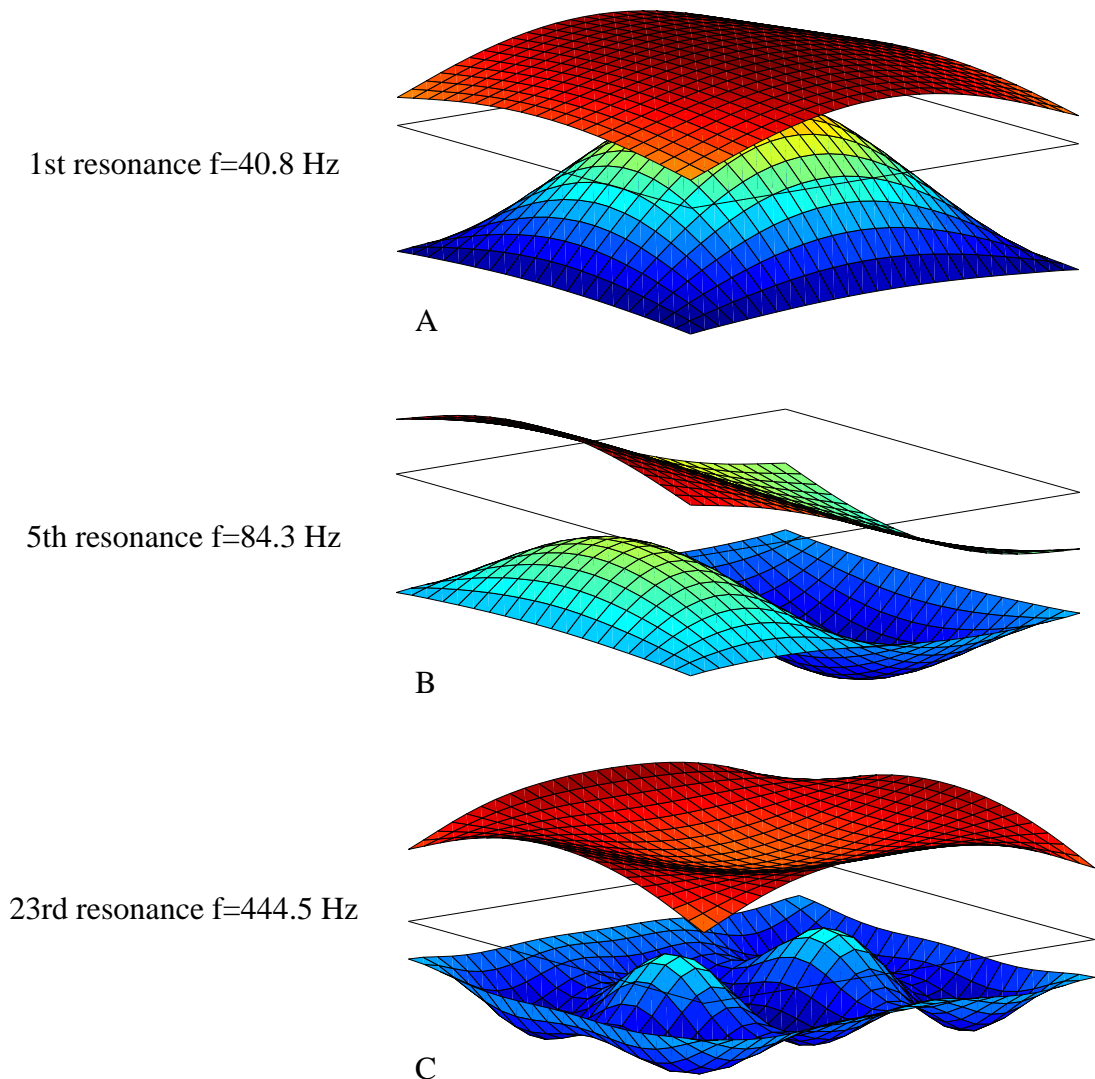 1st resonance f=40.8 Hz
A
5th resonance f=84.3 Hz
B
23rd resonance f=444.5 Hz
C